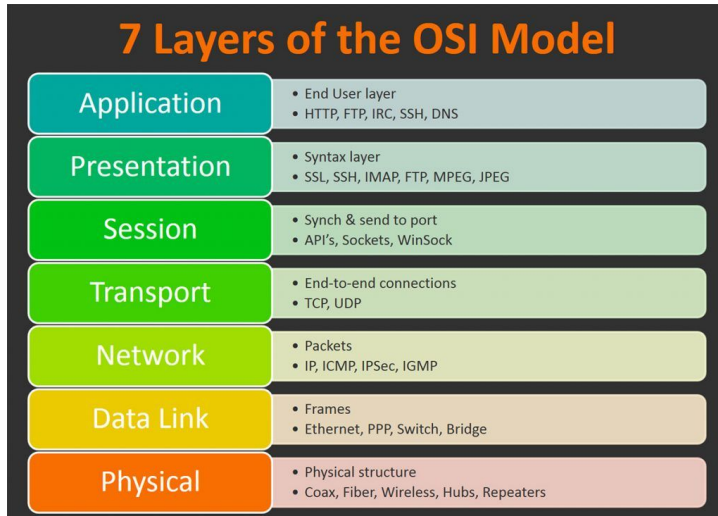 7 Layers of the OSI Model
Application
• End User layer
• HTTP, FTP, IRC, SSH, DNS
Presentation
• Syntax layer
• SSL, SSH, IMAP, FTP, MPEG, JPEG
Session
• Synch & send to port
• API's, Sockets, WinSock
Transport
• End-to-end connections
• TCP, UDP
Network
• Packets
• IP, ICMP, IPSec, IGMP
Data Link
• Frames
• Ethernet, PPP, Switch, Bridge
Physical
• Physical structure
• Coax, Fiber, Wireless, Hubs, Repeaters